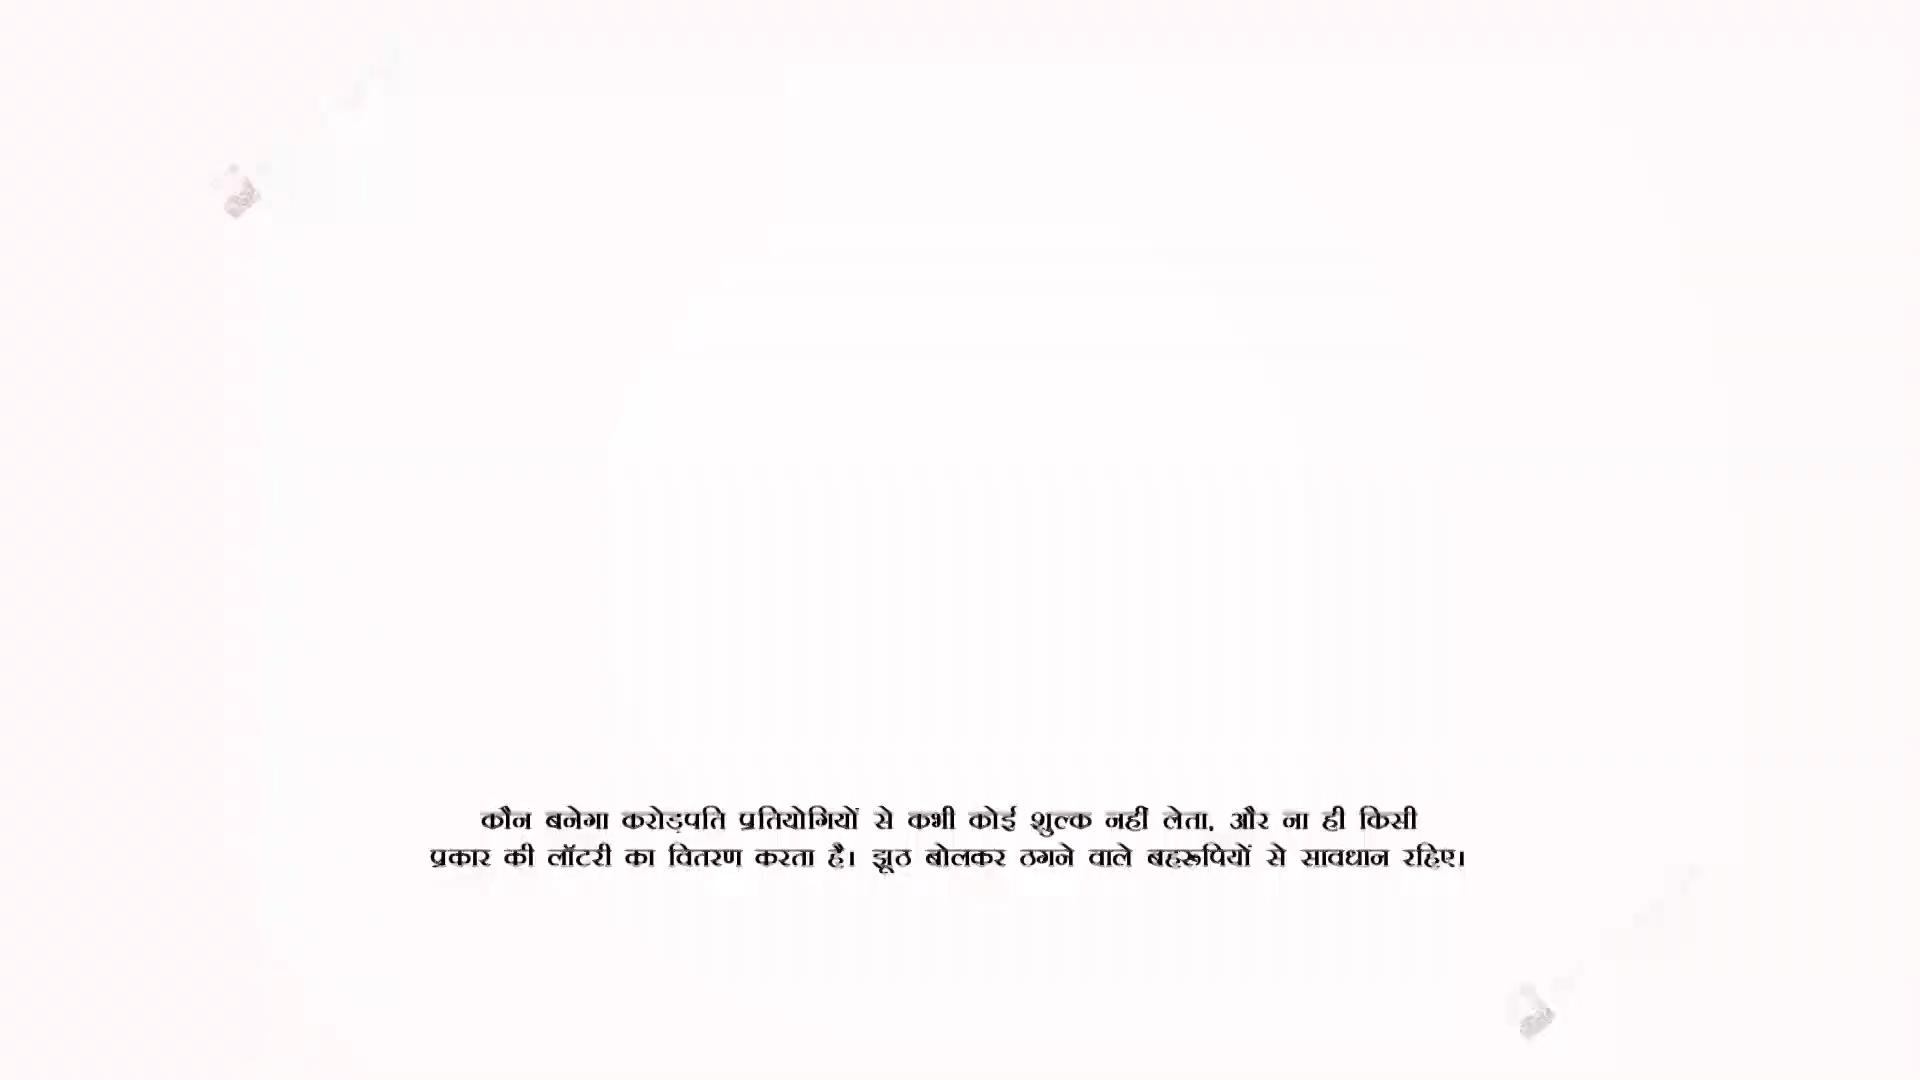 कौन बनेगा करोड़पति प्रतियोगियों से कभी कोई शुल्क नहीं लेता, और ना ही किसी
प्रकार की लॉटरी का वितरण करता है। झूठ बोलकर ठगने वाले बहरूपियों से सावधान रहिए।